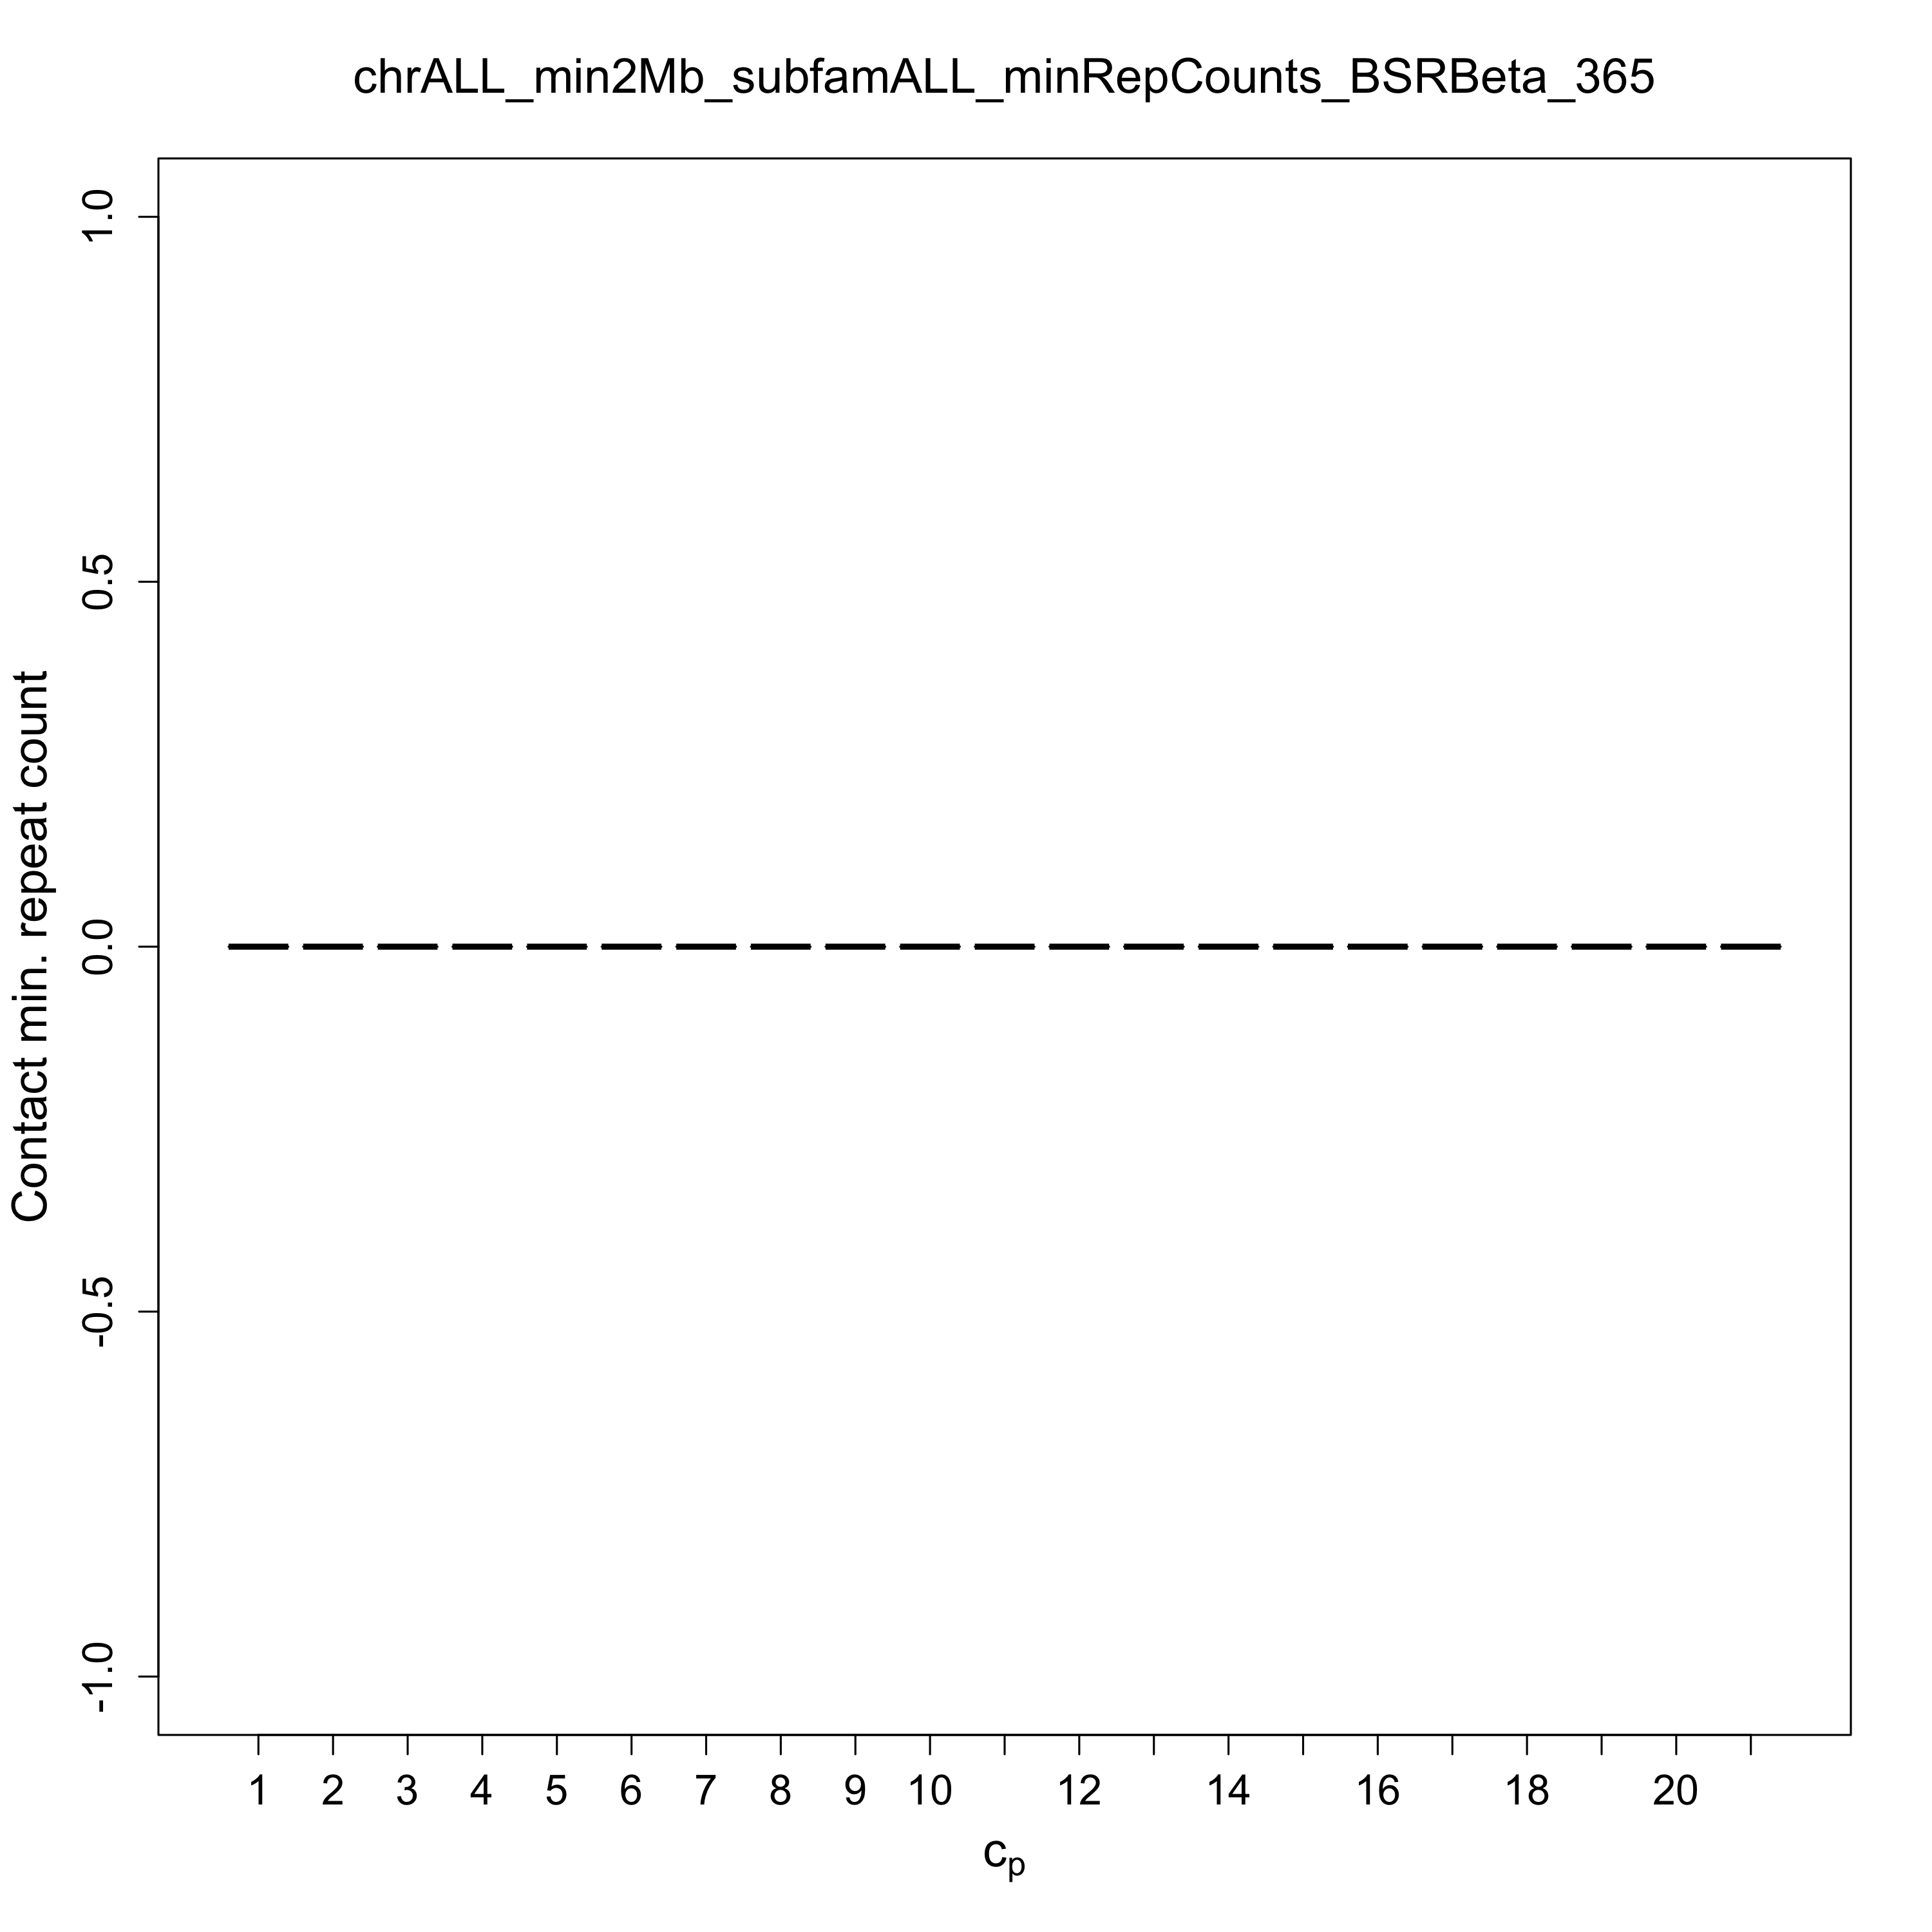 chrALL_min2Mb_subfamALL_minRepCounts_BSRBeta_365
Contact min. repeat count
1.0
0.5
0.0
-0.5
-1.0
1 2 3 4 5 6 7 8 9 10 12 14 16 18 20
cp